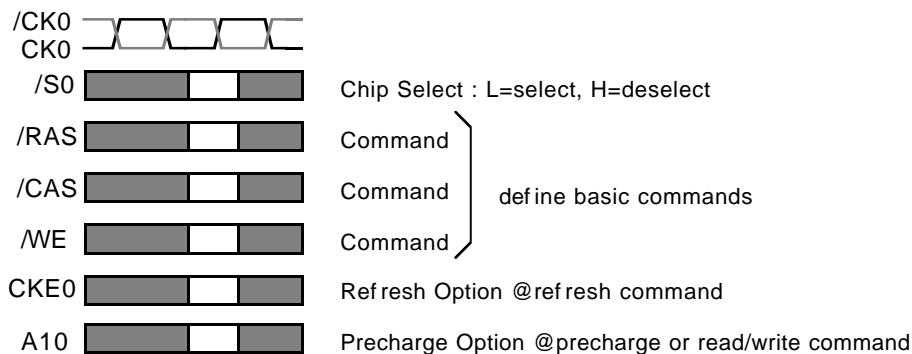 /CK0
CK0
/S0 Chip Select : L=select, H=deselect
/RAS Command
/CAS Command
define basic commands
/WE Command
CKE0 Refresh Option @refresh command
A10 Precharge Option @precharge or read/write command